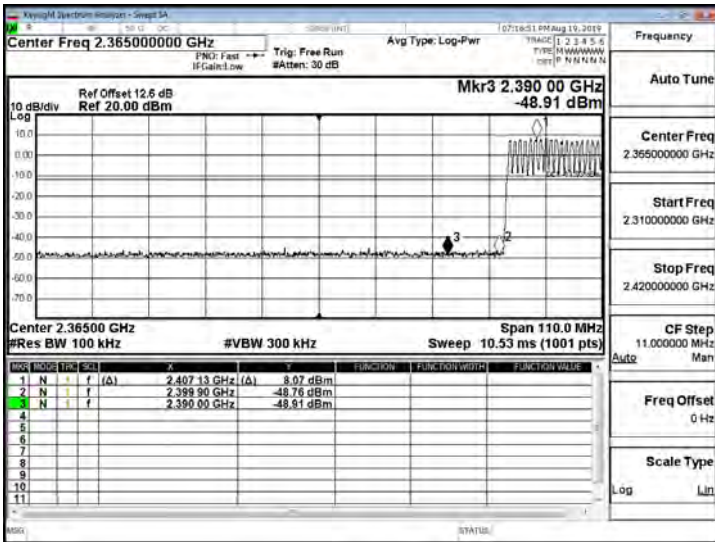 Keysight Spectrum Analyzer - Swept SA
07:16:51 PM Aug 19, 2019
Center Freq 2.365000000 GHz
Avg Type: Log-Pwr
TRACE 1 2 3 4 5 6
PNO: Fast
Trig: Free Run
TYPE
IFGain:Low
#Atten: 30 dB
DET P N N N N N
Mkr3 2.390 00 GHz
-48.91 dBm
Ref Offset 12.6 dB
10 dB/div Ref 20.00 dBm
Log
10.0
0.00
-10.0
-20.0
-30.0
-40.0
-50.0
-60.0
-70.0
1
2
3
Center 2.36500 GHz Span 110.0 MHz
#Res BW 100 kHz #VBW 300 kHz Sweep 10.53 ms (1001 pts)
MKR MODE TRC SCL X Y FUNCTION FUNCTION WIDTH FUNCTION VALUE
1 N 1 f (Δ) 2.407 13 GHz (Δ) 8.07 dBm
2 N 1 f 2.399 90 GHz -48.76 dBm
3 N 1 f 2.390 00 GHz -48.91 dBm
4
5
6
7
8
9
10
11
MSG STATUS
Frequency
Auto Tune
Center Freq
2.365000000 GHz
Start Freq
2.310000000 GHz
Stop Freq
2.420000000 GHz
CF Step
11.000000 MHz
Auto Man
Freq Offset
0 Hz
Scale Type
Log Lin